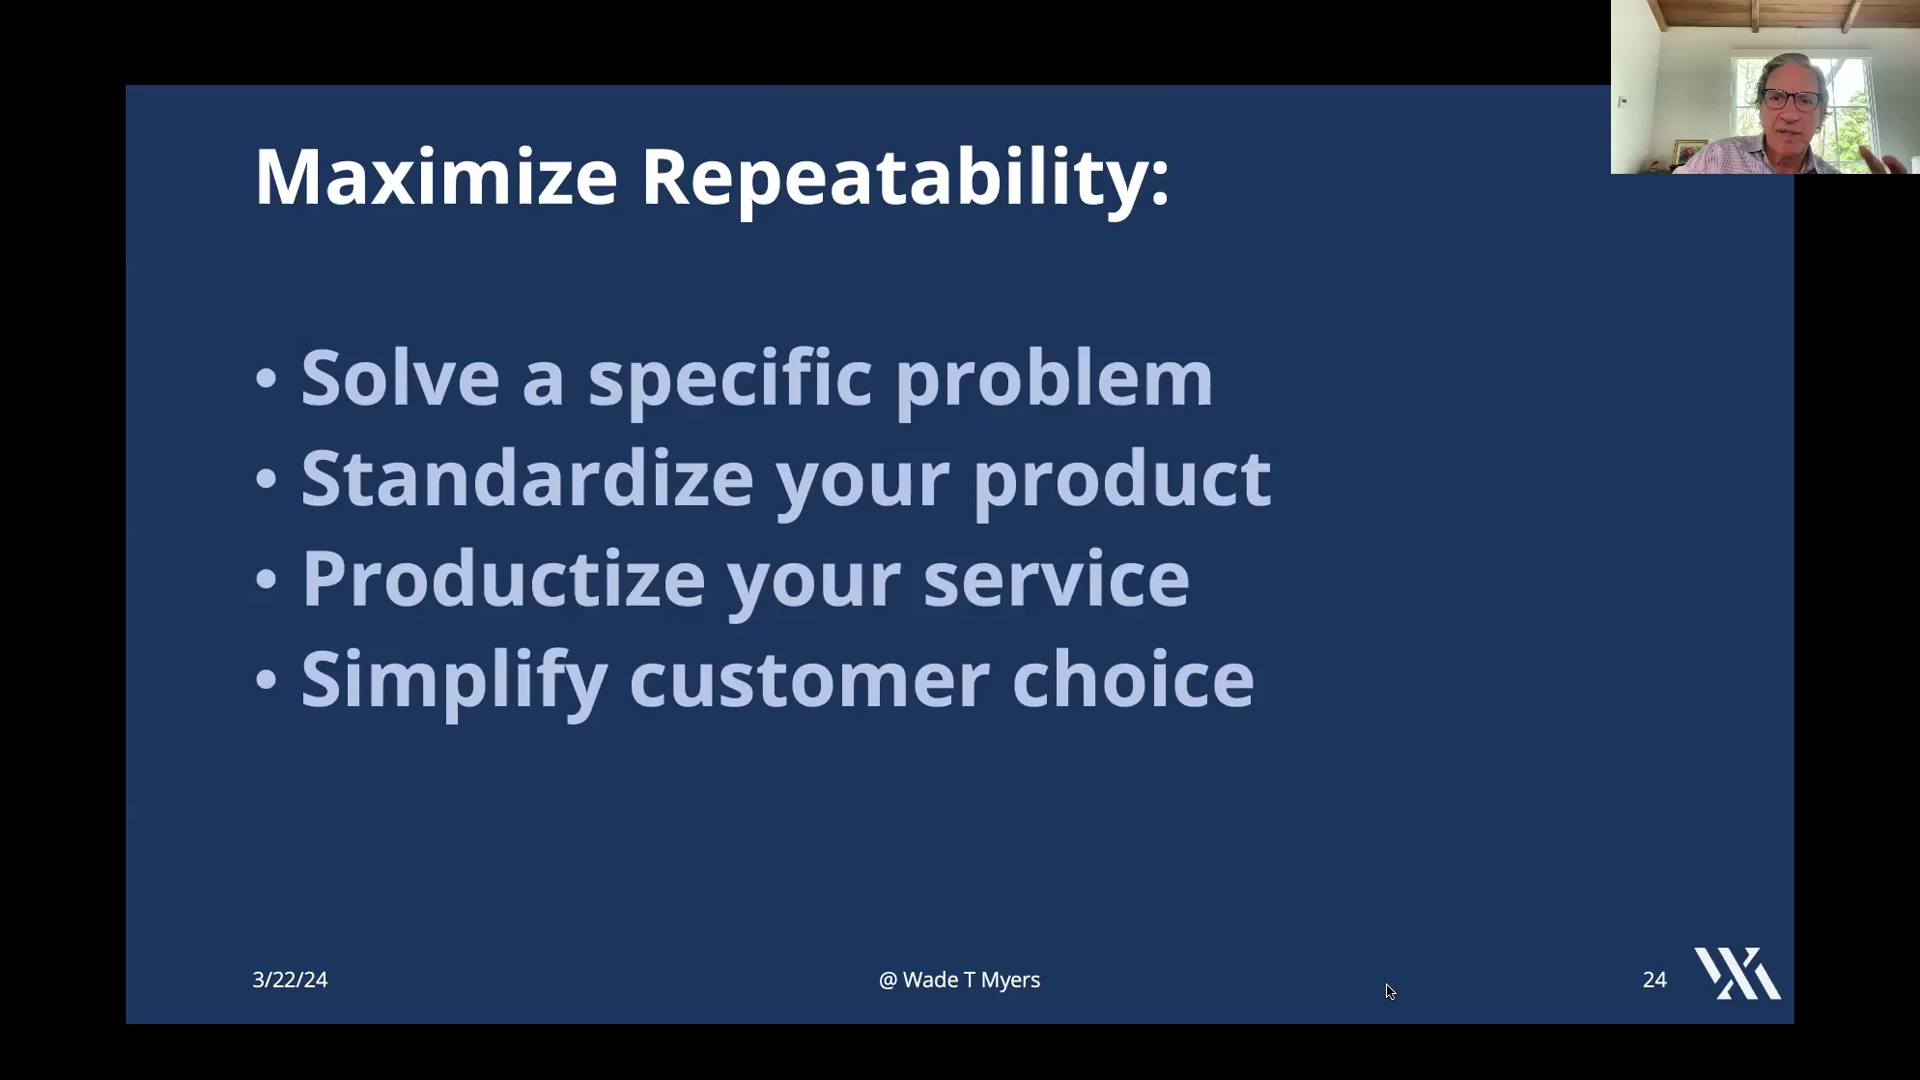 Maximize Repeatability:
• Solve a specific problem
• Standardize your product
• Productize your service
• Simplify customer choice
3/22/24
@ Wade T Myers
24